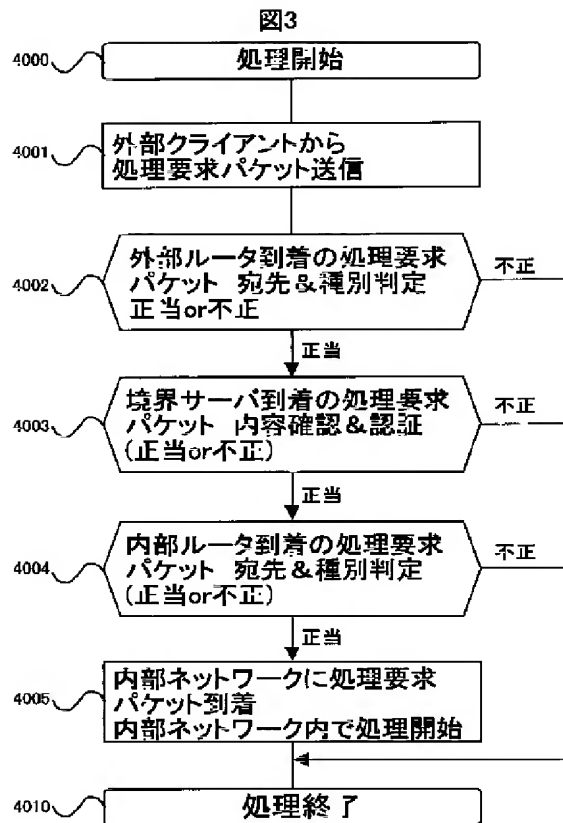 図3
4000
処理開始
4001
外部クライアントから
処理要求パケット送信
4002
外部ルータ到着の処理要求
パケット 宛先&種別判定
正当or不正
不正
正当
4003
境界サーバ到着の処理要求
パケット 内容確認&認証
(正当or不正)
不正
正当
4004
内部ルータ到着の処理要求
パケット 宛先&種別判定
(正当or不正)
不正
正当
4005
内部ネットワークに処理要求
パケット到着
内部ネットワーク内で処理開始
4010
処理終了